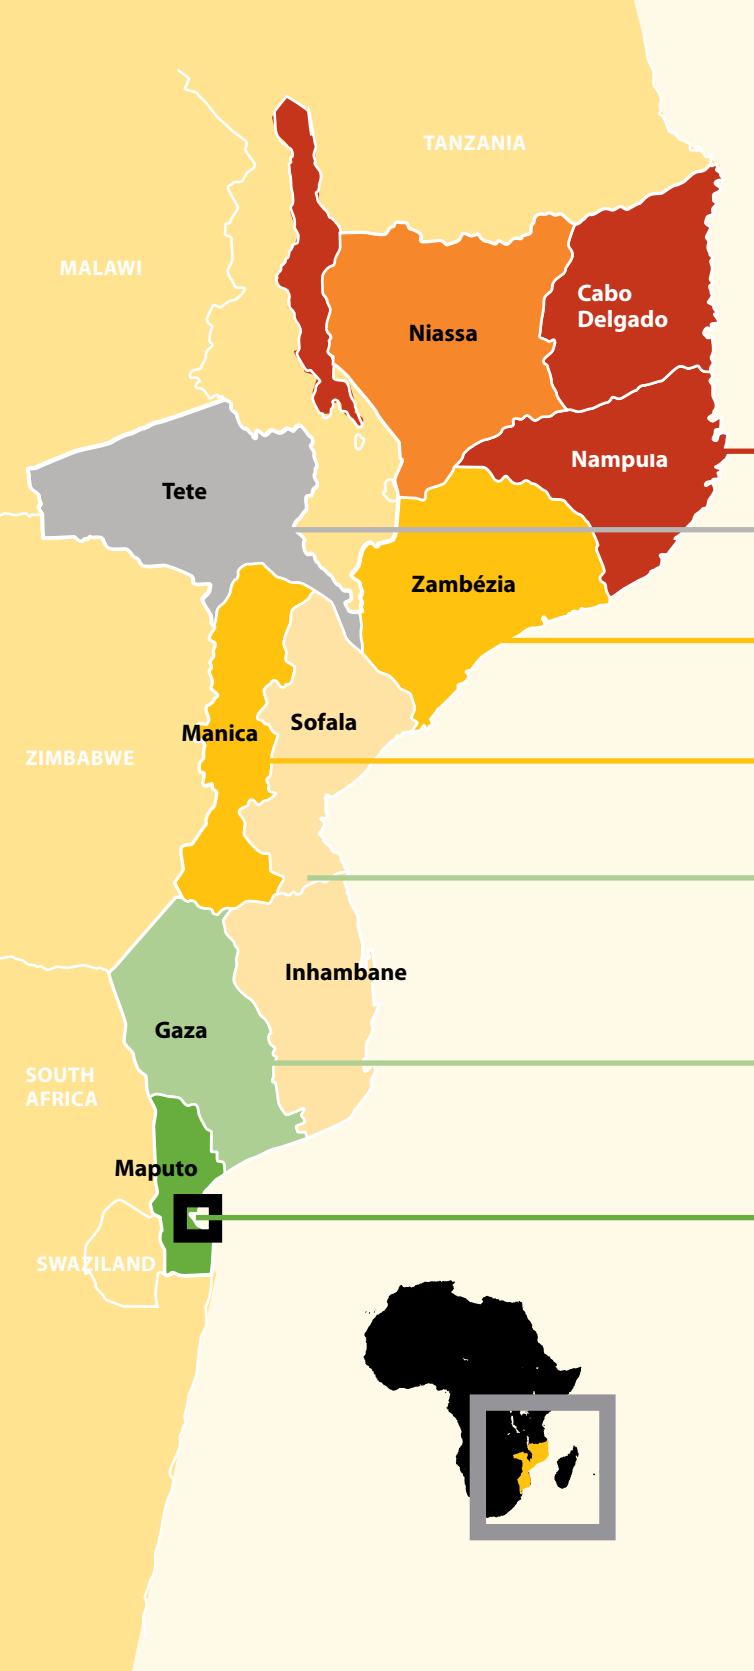 TANZANIA
MALAWI
Cabo
Delgado
Niassa
Nampula
Tete
Zambézia
Sofala
Manica
ZIMBABWE
Inhambane
Gaza
SOUTH
AFRICA
Maputo
SWAZILAND